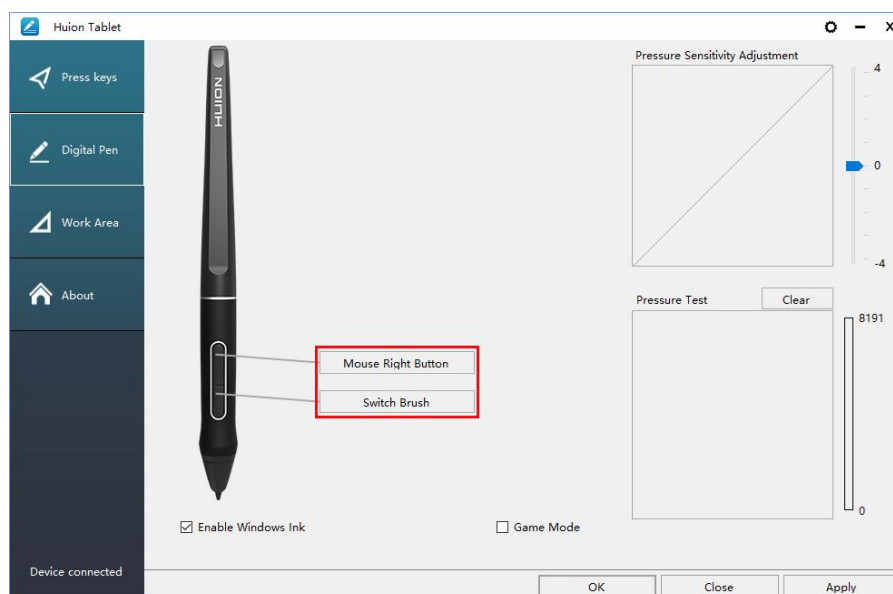 Huion Tablet
Press keys
Digital Pen
Work Area
About
Device connected
HUION
Mouse Right Button
Switch Brush
Enable Windows Ink
Game Mode
Pressure Sensitivity Adjustment
4
0
-4
Pressure Test
Clear
8191
0
OK
Close
Apply